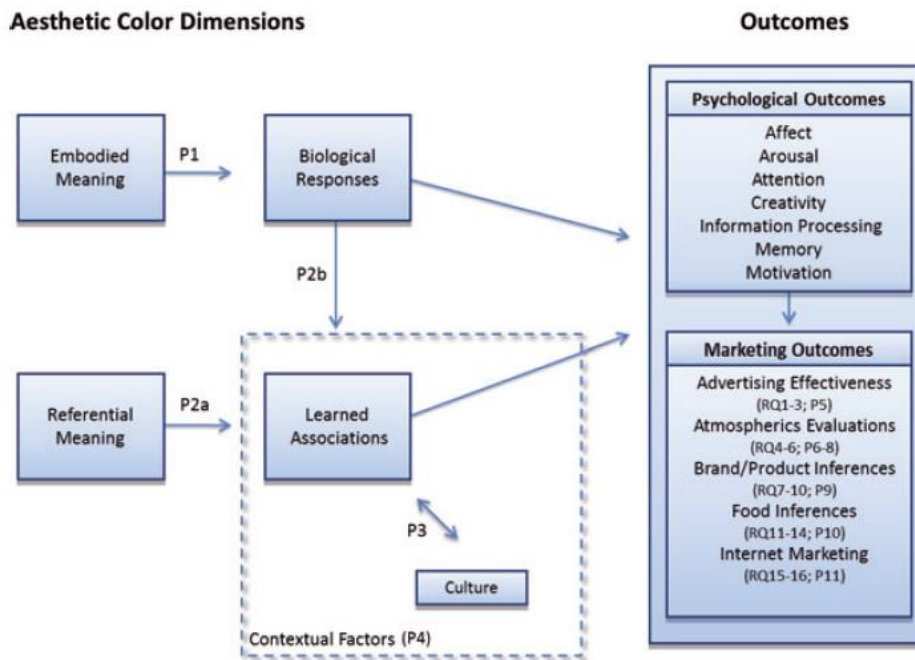 Aesthetic Color Dimensions
Outcomes
Embodied
Meaning
P1
Biological
Responses
P2b
Referential
Meaning
P2a
Learned
Associations
P3
Culture
Contextual Factors (P4)
Psychological Outcomes
Affect
Arousal
Attention
Creativity
Information Processing
Memory
Motivation
Marketing Outcomes
Advertising Effectiveness
(RQ1-3; P5)
Atmospherics Evaluations
(RQ4-6; P6-8)
Brand/Product Inferences
(RQ7-10; P9)
Food Inferences
(RQ11-14; P10)
Internet Marketing
(RQ15-16; P11)